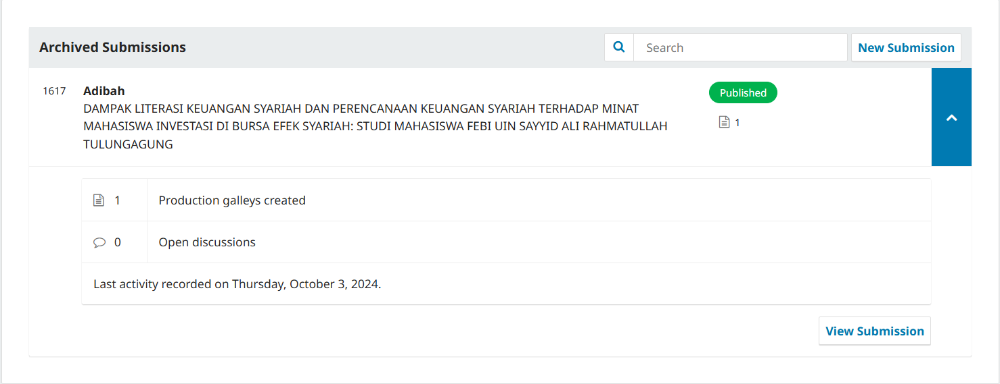 Archived Submissions
Search
New Submission
1617
Adibah
Published
DAMPAK LITERASI KEUANGAN SYARIAH DAN PERENCANAAN KEUANGAN SYARIAH TERHADAP MINAT
MAHASISWA INVESTASI DI BURSA EFEK SYARIAH: STUDI MAHASISWA FEBI UIN SAYYID ALI RAHMATULLAH
TULUNGAGUNG
1
1 Production galleys created
0 Open discussions
Last activity recorded on Thursday, October 3, 2024.
View Submission